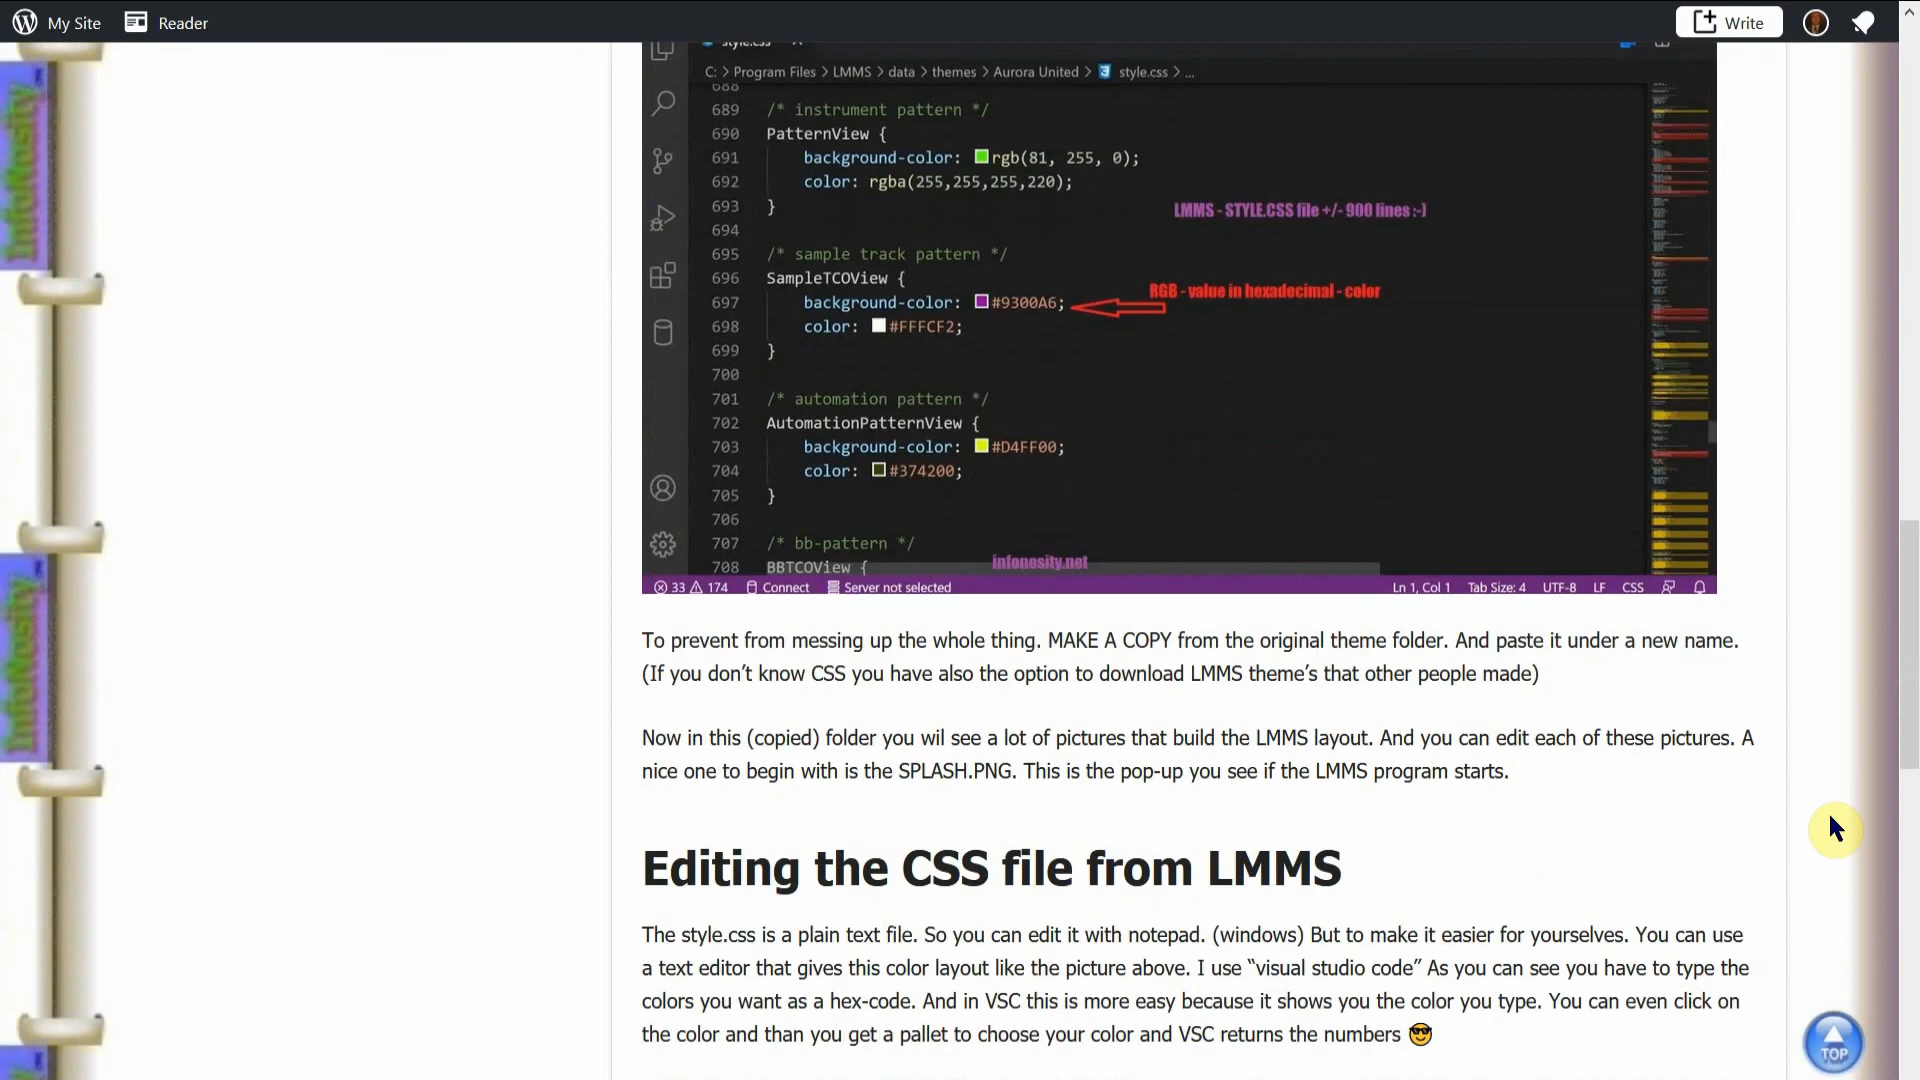 My Site
Reader
Write
style.css
C: > Program Files > LMMS > data > themes > Aurora United > style.css > ...
688
689 /* instrument pattern */
690 PatternView {
691 background-color: rgb(81, 255, 0);
692 color: rgba(255,255,255,220);
693 }
LMMS - STYLE.CSS file +/- 900 lines :-)
694
695 /* sample track pattern */
696 SampleTCOView {
697 background-color: #9300A6;
RGB - value in hexadecimal - color
698 color: #FFFCF2;
699 }
700
701 /* automation pattern */
702 AutomationPatternView {
703 background-color: #D4FF00;
704 color: #374200;
705 }
706
707 /* bb-pattern */
infonosity.net
708 BBTCOView {
33 174 Connect Server not selected Ln 1, Col 1 Tab Size: 4 UTF-8 LF CSS
To prevent from messing up the whole thing. MAKE A COPY from the original theme folder. And paste it under a new name.
(If you don’t know CSS you have also the option to download LMMS theme’s that other people made)
Now in this (copied) folder you wil see a lot of pictures that build the LMMS layout. And you can edit each of these pictures. A
nice one to begin with is the SPLASH.PNG. This is the pop-up you see if the LMMS program starts.
Editing the CSS file from LMMS
The style.css is a plain text file. So you can edit it with notepad. (windows) But to make it easier for yourselves. You can use
a text editor that gives this color layout like the picture above. I use “visual studio code” As you can see you have to type the
colors you want as a hex-code. And in VSC this is more easy because it shows you the color you type. You can even click on
the color and than you get a pallet to choose your color and VSC returns the numbers 😎
TOP
InfoNosity
InfoNosity